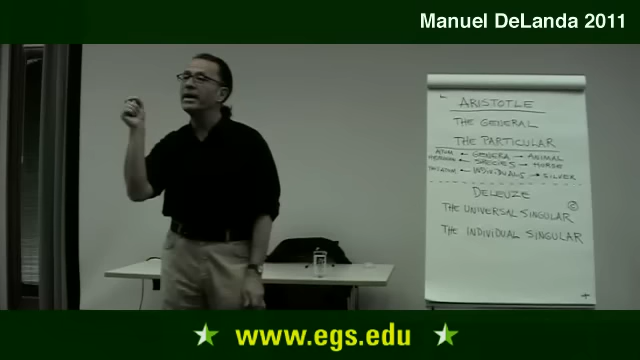 Manuel DeLanda 2011
ARISTOTLE
THE GENERAL
THE PARTICULAR
ATOM ← GENERA → ANIMAL
← SPECIES → HORSE
← INDIVIDUALS → SILVER
DELEUZE
THE UNIVERSAL SINGULAR
THE INDIVIDUAL SINGULAR
www.egs.edu